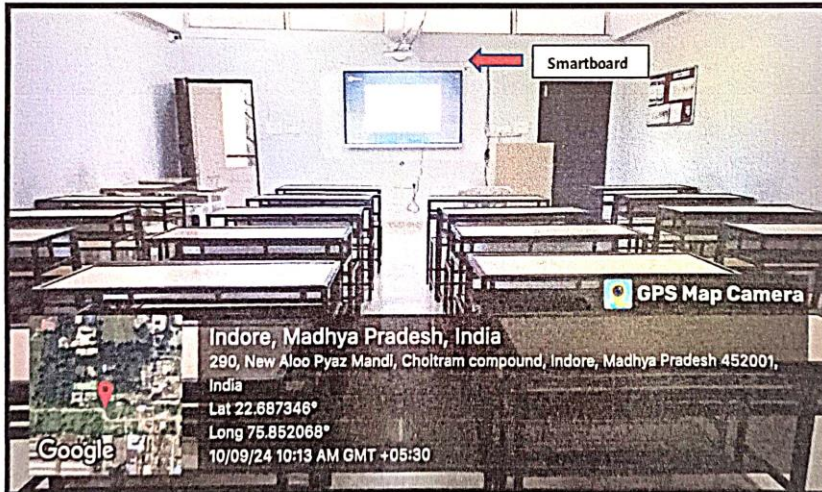 Smartboard
GPS Map Camera
Indore, Madhya Pradesh, India
290, New Aloo Pyaz Mandi, Choitram compound, Indore, Madhya Pradesh 452001,
India
Lat 22.687346°
Long 75.852068°
10/09/24 10:13 AM GMT +05:30
Google